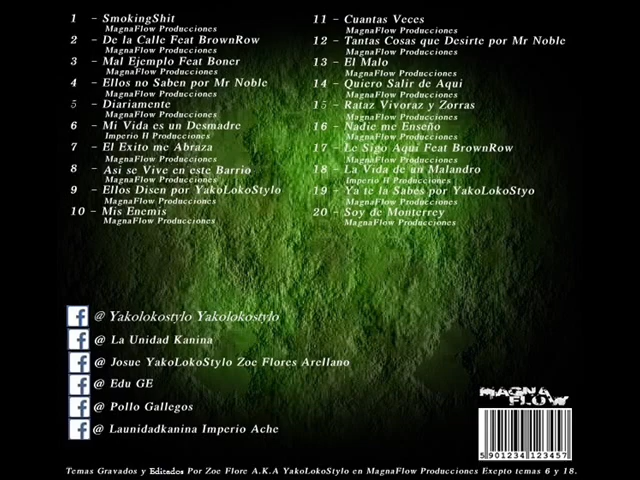 1 - SmokingShit
MagnaFlow Producciones
2 - De la Calle Feat BrownRow
MagnaFlow Producciones
3 - Mal Ejemplo Feat Boner
MagnaFlow Producciones
4 - Ellos no Saben por Mr Noble
MagnaFlow Producciones
5 - Diariamente
MagnaFlow Producciones
6 - Mi Vida es un Desmadre
Imperio H Producciones
7 - El Exito me Abraza
MagnaFlow Producciones
8 - Asi se Vive en este Barrio
MagnaFlow Producciones
9 - Ellos Disen por YakoLokoStylo
MagnaFlow Producciones
10 - Mis Enemis
MagnaFlow Producciones
11 - Cuantas Veces
MagnaFlow Producciones
12 - Tantas Cosas que Desirte por Mr Noble
MagnaFlow Producciones
13 - El Malo
MagnaFlow Producciones
14 - Quiero Salir de Aqui
MagnaFlow Producciones
15 - Rataz Vivoraz y Zorras
MagnaFlow Producciones
16 - Nadie me Enseño
MagnaFlow Producciones
17 - Le Sigo Aqui Feat BrownRow
MagnaFlow Producciones
18 - La Vida de un Malandro
Imperio H Producciones
19 - Ya te la Sabes por YakoLokoStyo
MagnaFlow Producciones
20 - Soy de Monterrey
MagnaFlow Producciones
f @ Yakolokostylo Yakolokostylo
f @ La Unidad Kanina
f @ Josue YakoLokoStylo Zoe Flores Arellano
f @ Edu GE
f @ Pollo Gallegos
f @ Launidadkanina Imperio Ache
MAGNA
FLOW
5 901234 123457
Temas Gravados y Editados Por Zoe Flore A.K.A YakoLokoStylo en MagnaFlow Producciones Exepto temas 6 y 18.